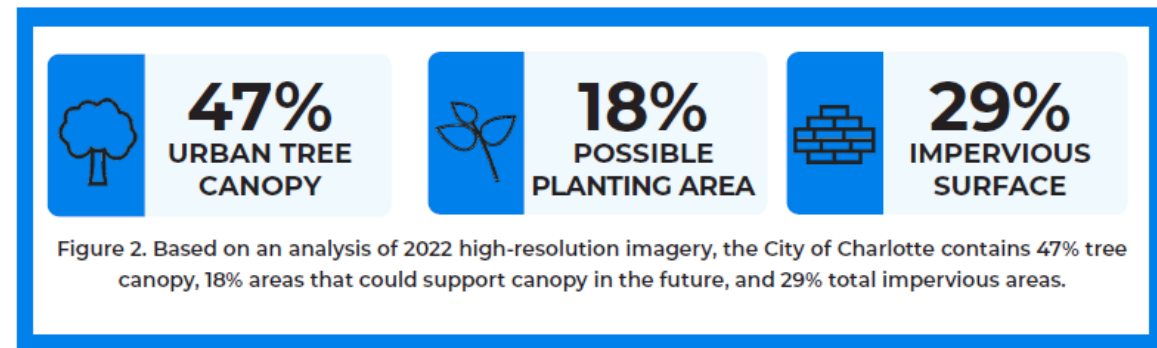 47%
URBAN TREE
CANOPY
18%
POSSIBLE
PLANTING AREA
29%
IMPERVIOUS
SURFACE
Figure 2. Based on an analysis of 2022 high-resolution imagery, the City of Charlotte contains 47% tree
canopy, 18% areas that could support canopy in the future, and 29% total impervious areas.